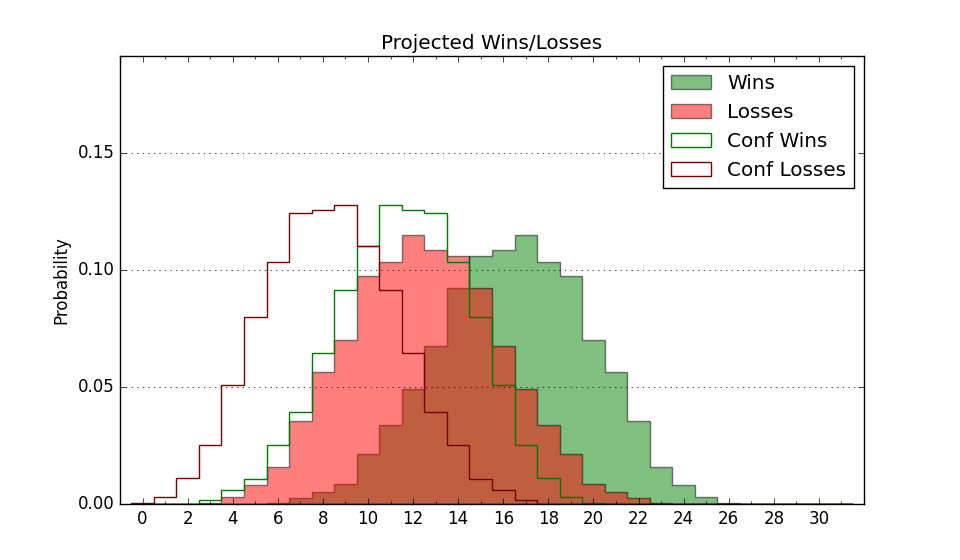 Projected Wins/Losses
Wins
Losses
Conf Wins
Conf Losses
Probability
0.15
0.10
0.05
0.00
0 2 4 6 8 10 12 14 16 18 20 22 24 26 28 30